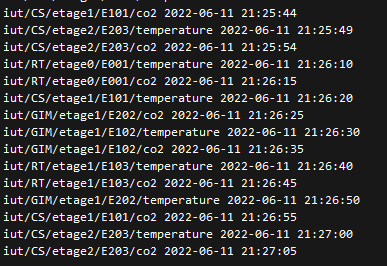 iut/CS/etage1/E101/co2 2022-06-11 21:25:44
iut/CS/etage2/E203/temperature 2022-06-11 21:25:49
iut/CS/etage2/E203/co2 2022-06-11 21:25:54
iut/RT/etage0/E001/temperature 2022-06-11 21:26:10
iut/RT/etage0/E001/co2 2022-06-11 21:26:15
iut/CS/etage1/E101/temperature 2022-06-11 21:26:20
iut/GIM/etage1/E202/co2 2022-06-11 21:26:25
iut/GIM/etage1/E102/temperature 2022-06-11 21:26:30
iut/GIM/etage1/E102/co2 2022-06-11 21:26:35
iut/RT/etage1/E103/temperature 2022-06-11 21:26:40
iut/RT/etage1/E103/co2 2022-06-11 21:26:45
iut/GIM/etage1/E202/temperature 2022-06-11 21:26:50
iut/CS/etage1/E101/co2 2022-06-11 21:26:55
iut/CS/etage2/E203/temperature 2022-06-11 21:27:00
iut/CS/etage2/E203/co2 2022-06-11 21:27:05